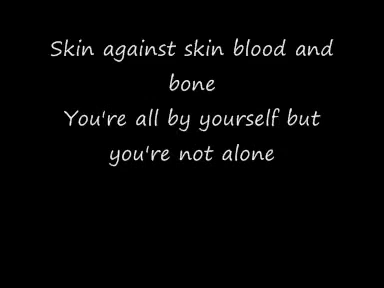 Skin against skin blood and
bone
You're all by yourself but
you're not alone